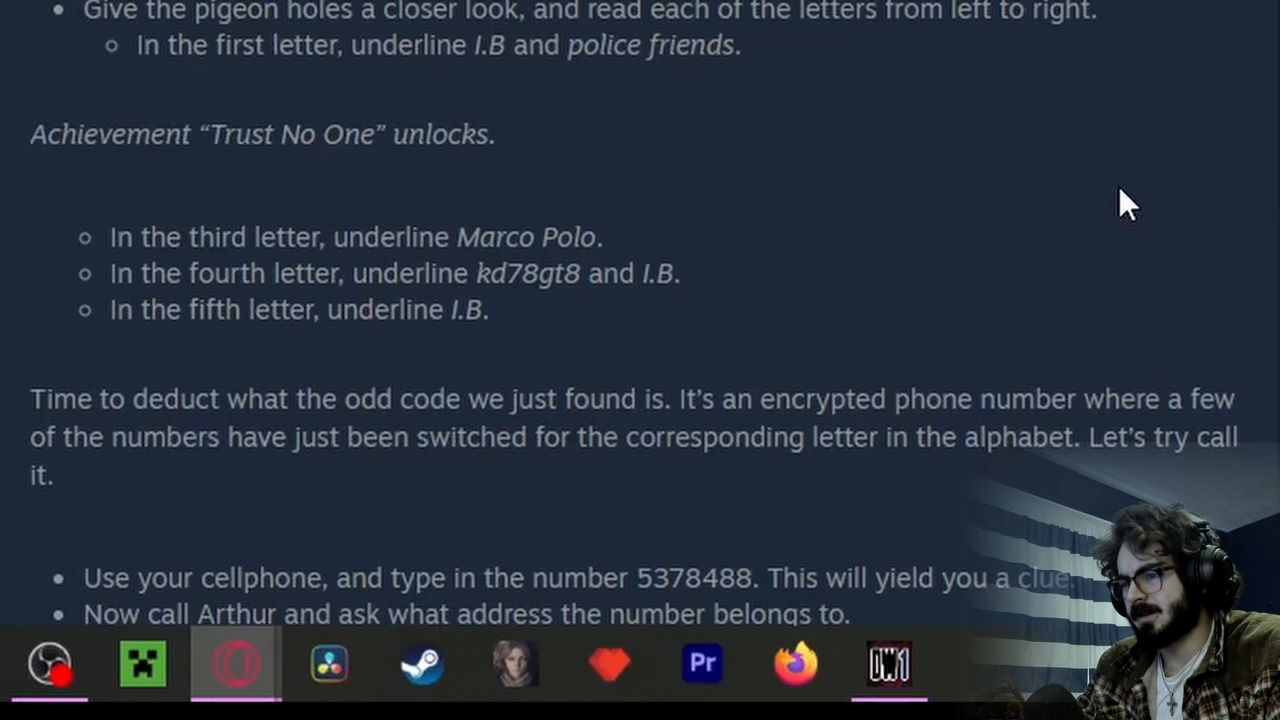 Give the pigeon holes a closer look, and read each of the letters from left to right.
In the first letter, underline I.B and police friends.
Achievement “Trust No One” unlocks.
In the third letter, underline Marco Polo.
In the fourth letter, underline kd78gt8 and I.B.
In the fifth letter, underline I.B.
Time to deduct what the odd code we just found is. It’s an encrypted phone number where a few
of the numbers have just been switched for the corresponding letter in the alphabet. Let’s try call
it.
Use your cellphone, and type in the number 5378488. This will yield you a clue.
Now call Arthur and ask what address the number belongs to.
Pr
DW1